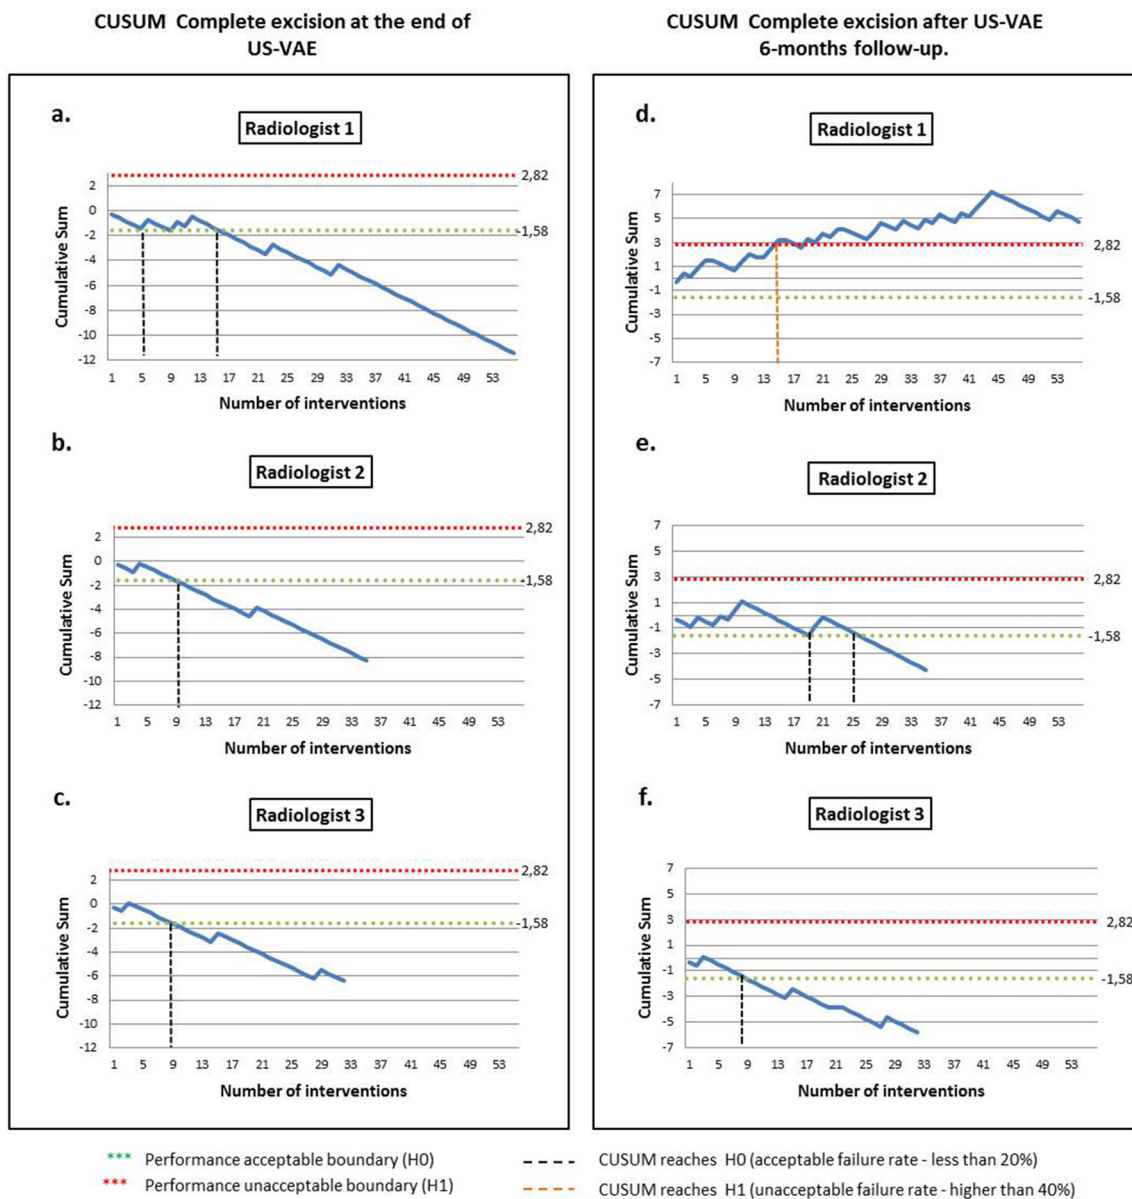 CUSUM Complete excision at the end of
US-VAE
CUSUM Complete excision after US-VAE
6-months follow-up.
a.
Radiologist 1
Cumulative Sum
2
0
-2
-4
-6
-8
-10
-12
2,82
-1,58
1 5 9 13 17 21 25 29 33 37 41 45 49 53
Number of interventions
b.
Radiologist 2
Cumulative Sum
2
0
-2
-4
-6
-8
-10
-12
2,82
-1,58
1 5 9 13 17 21 25 29 33 37 41 45 49 53
Number of interventions
c.
Radiologist 3
Cumulative Sum
2
0
-2
-4
-6
-8
-10
-12
2,82
-1,58
1 5 9 13 17 21 25 29 33 37 41 45 49 53
Number of interventions
d.
Radiologist 1
Cumulative Sum
7
5
3
1
-1
-3
-5
-7
2,82
-1,58
1 5 9 13 17 21 25 29 33 37 41 45 49 53
Number of interventions
e.
Radiologist 2
Cumulative Sum
7
5
3
1
-1
-3
-5
-7
2,82
-1,58
1 5 9 13 17 21 25 29 33 37 41 45 49 53
Number of interventions
f.
Radiologist 3
Cumulative Sum
7
5
3
1
-1
-3
-5
-7
2,82
-1,58
1 5 9 13 17 21 25 29 33 37 41 45 49 53
Number of interventions
*** Performance acceptable boundary (H0)
*** Performance unacceptable boundary (H1)
CUSUM reaches H0 (acceptable failure rate - less than 20%)
CUSUM reaches H1 (unacceptable failure rate - higher than 40%)